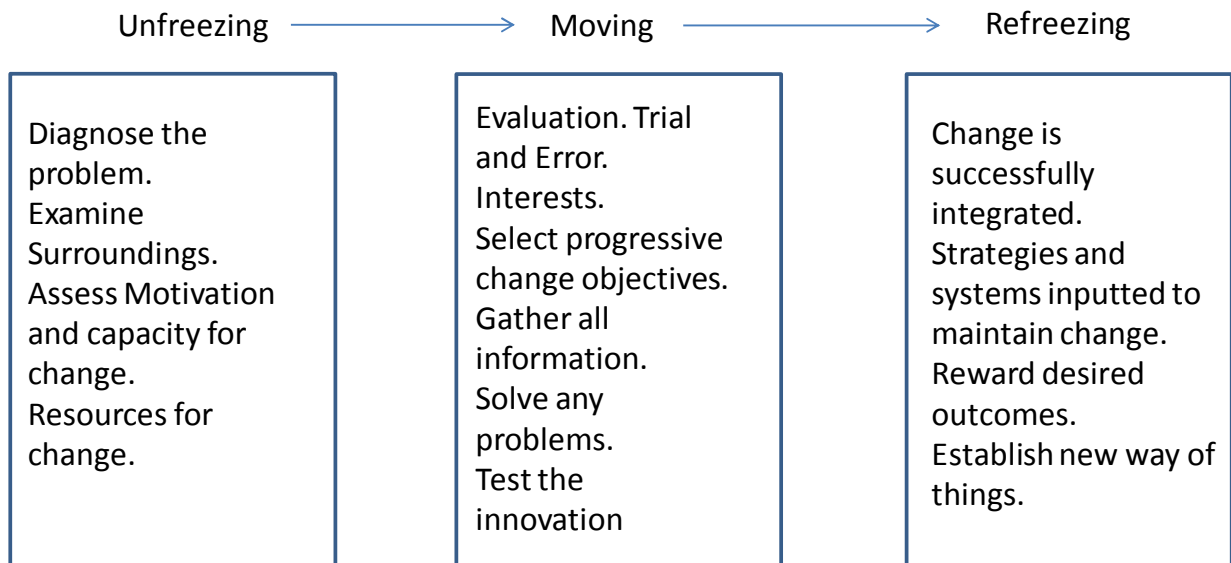 Unfreezing
Moving
Refreezing
Diagnose the
problem.
Examine
Surroundings.
Assess Motivation
and capacity for
change.
Resources for
change.
Evaluation. Trial
and Error.
Interests.
Select progressive
change objectives.
Gather all
information.
Solve any
problems.
Test the
innovation
Change is
successfully
integrated.
Strategies and
systems inputted to
maintain change.
Reward desired
outcomes.
Establish new way of
things.